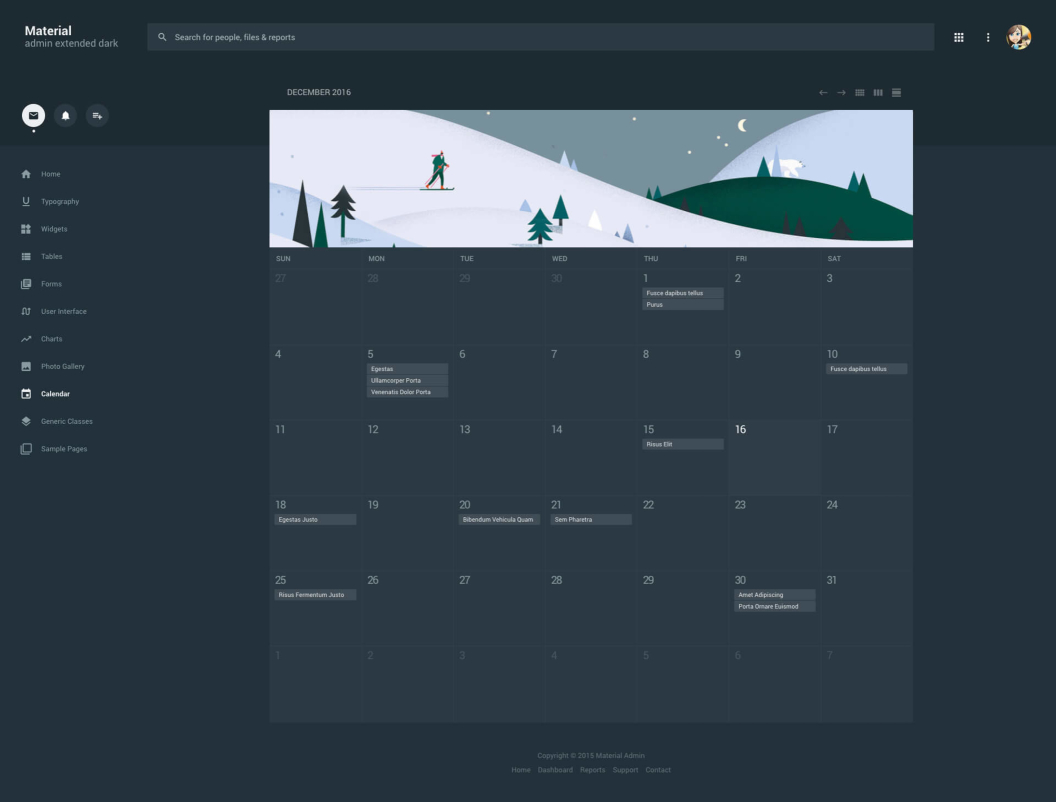 Material
admin extended dark
Search for people, files & reports
DECEMBER 2016
Home
Typography
Widgets
Tables
Forms
User Interface
Charts
Photo Gallery
Calendar
Generic Classes
Sample Pages
SUN MON TUE WED THU FRI SAT
27 28 29 30 1 2 3
Fusce dapibus tellus
Purus
4 5 6 7 8 9 10
Egestas Fusce dapibus tellus
Ullamcorper Porta
Venenatis Dolor Porta
11 12 13 14 15 16 17
Risus Elit
18 19 20 21 22 23 24
Egestas Justo Bibendum Vehicula Quam Sem Pharetra
25 26 27 28 29 30 31
Risus Fermentum Justo Amet Adipiscing
Porta Ornare Euismod
1 2 3 4 5 6 7
Copyright © 2015 Material Admin
Home Dashboard Reports Support Contact